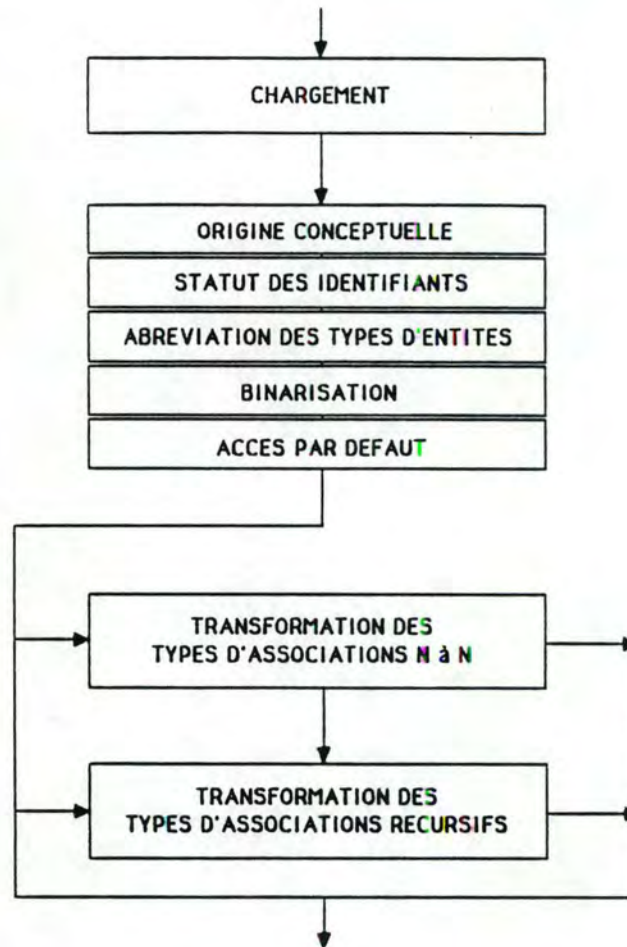 CHARGEMENT
ORIGINE CONCEPTUELLE
STATUT DES IDENTIFIANTS
ABREVIATION DES TYPES D'ENTITES
BINARISATION
ACCES PAR DEFAUT
TRANSFORMATION DES
TYPES D'ASSOCIATIONS N à N
TRANSFORMATION DES
TYPES D'ASSOCIATIONS RECURSIFS